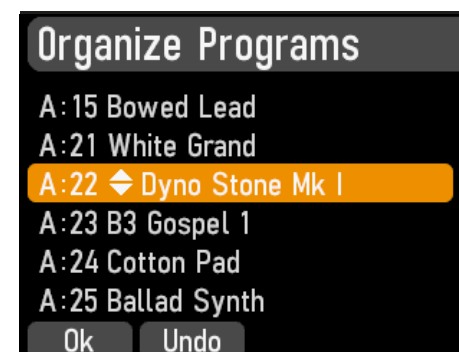 Organize Programs
A:15 Bowed Lead
A:21 White Grand
A:22 Dyno Stone Mk I
A:23 B3 Gospel 1
A:24 Cotton Pad
A:25 Ballad Synth
Ok Undo